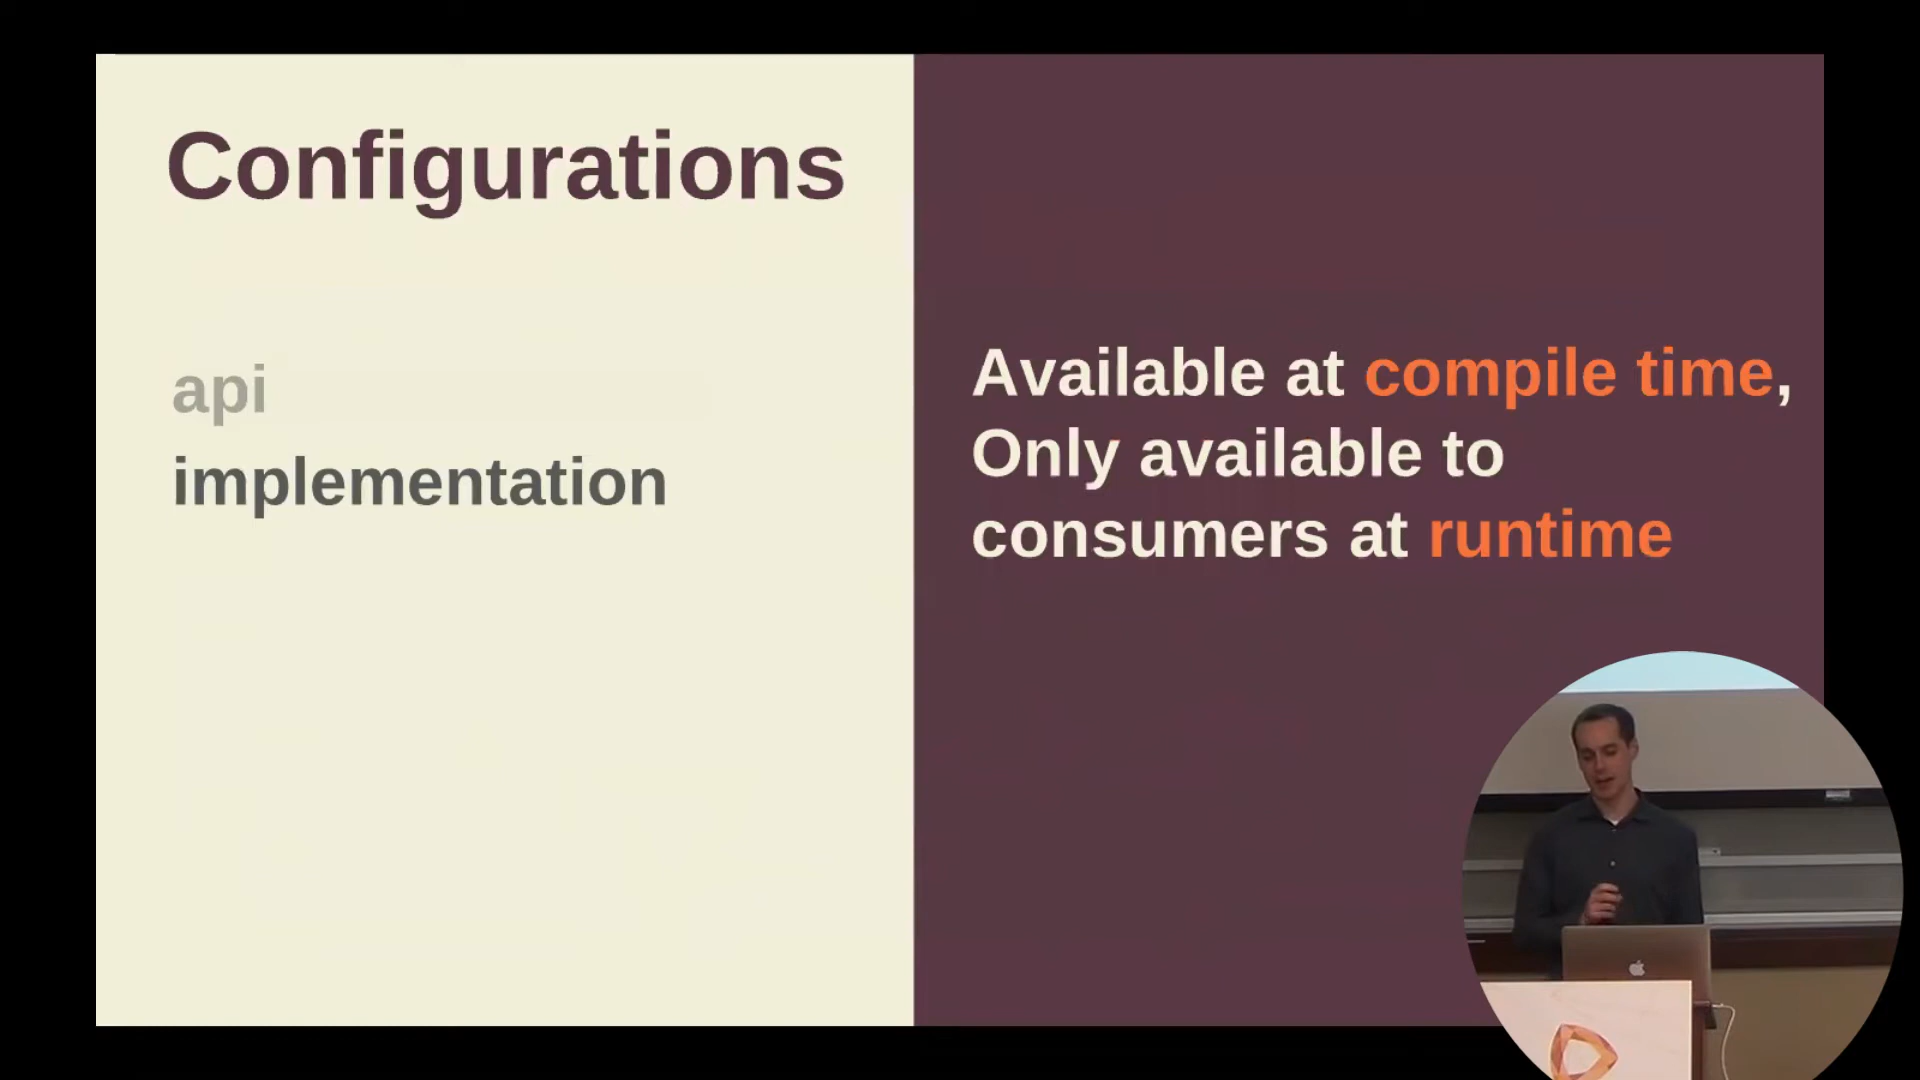 Configurations
api
implementation
Available at compile time,
Only available to
consumers at runtime